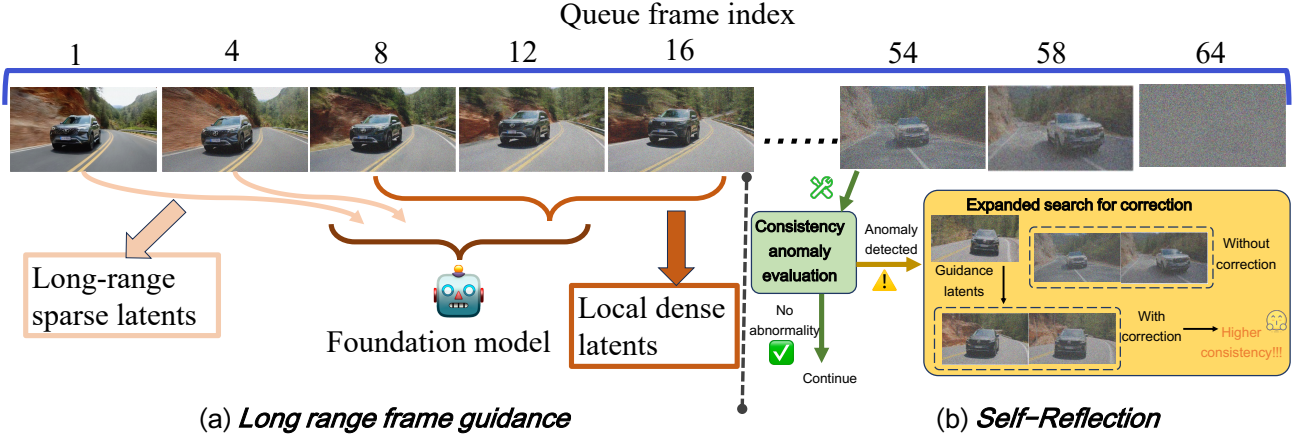 Queue frame index
1 4 8 12 16 54 58 64
Long-range
sparse latents
Foundation model
Local dense
latents
(a) Long range frame guidance
Consistency
anomaly
evaluation
Anomaly
detected
No
abnormality
Continue
Expanded search for correction
Guidance
latents
Without
correction
With
correction
Higher
consistency!!!
(b) Self-Reflection